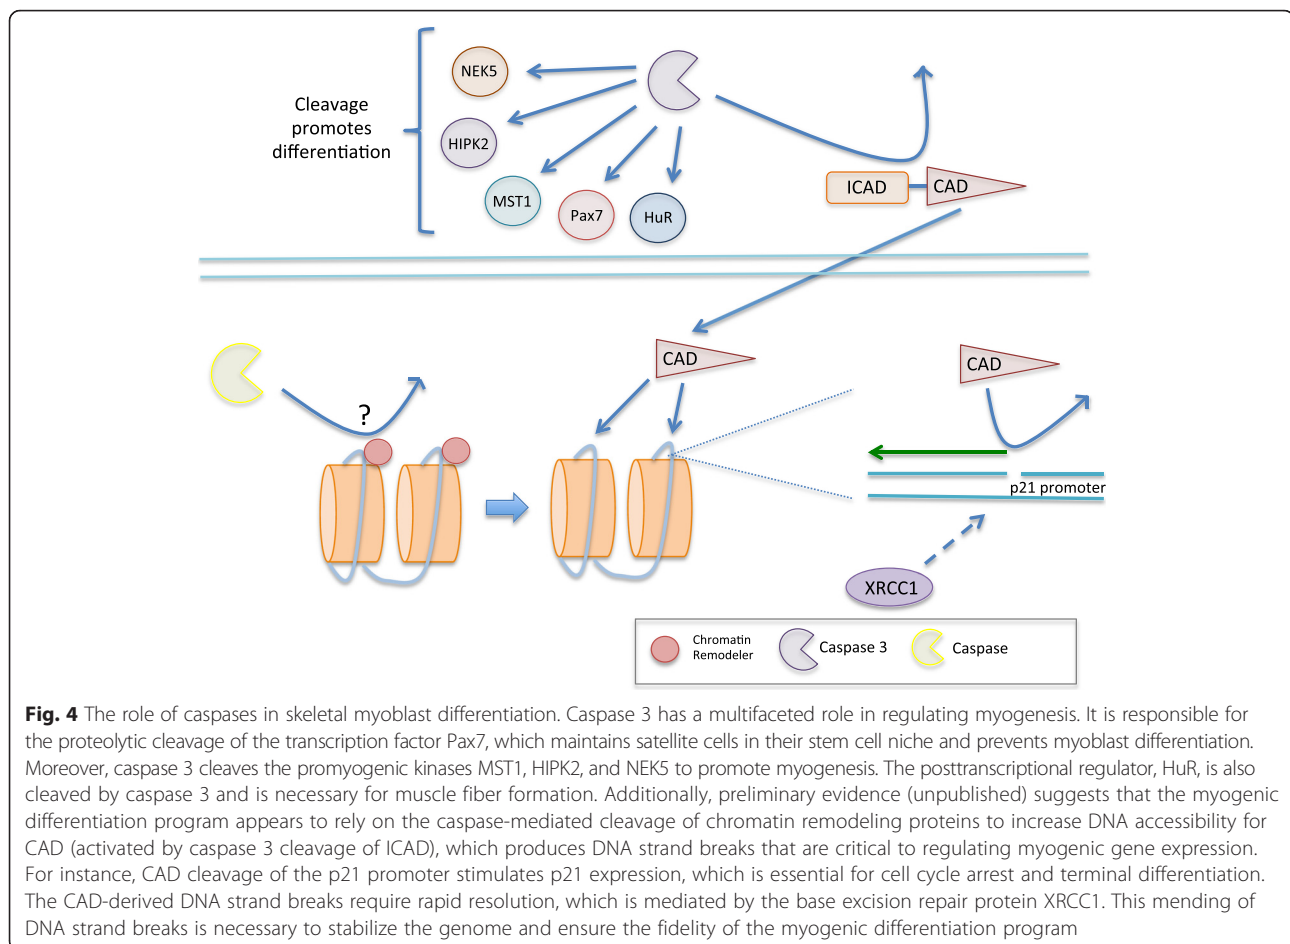 NEK5
Cleavage
promotes
differentiation
HIPK2
MST1
Pax7
HuR
ICAD
CAD
CAD
CAD
?
p21 promoter
XRCC1
Chromatin
Remodeler
Caspase 3
Caspase
Fig. 4 The role of caspases in skeletal myoblast differentiation. Caspase 3 has a multifaceted role in regulating myogenesis. It is responsible for
the proteolytic cleavage of the transcription factor Pax7, which maintains satellite cells in their stem cell niche and prevents myoblast differentiation.
Moreover, caspase 3 cleaves the promyogenic kinases MST1, HIPK2, and NEK5 to promote myogenesis. The posttranscriptional regulator, HuR, is also
cleaved by caspase 3 and is necessary for muscle fiber formation. Additionally, preliminary evidence (unpublished) suggests that the myogenic
differentiation program appears to rely on the caspase-mediated cleavage of chromatin remodeling proteins to increase DNA accessibility for
CAD (activated by caspase 3 cleavage of ICAD), which produces DNA strand breaks that are critical to regulating myogenic gene expression.
For instance, CAD cleavage of the p21 promoter stimulates p21 expression, which is essential for cell cycle arrest and terminal differentiation.
The CAD-derived DNA strand breaks require rapid resolution, which is mediated by the base excision repair protein XRCC1. This mending of
DNA strand breaks is necessary to stabilize the genome and ensure the fidelity of the myogenic differentiation program